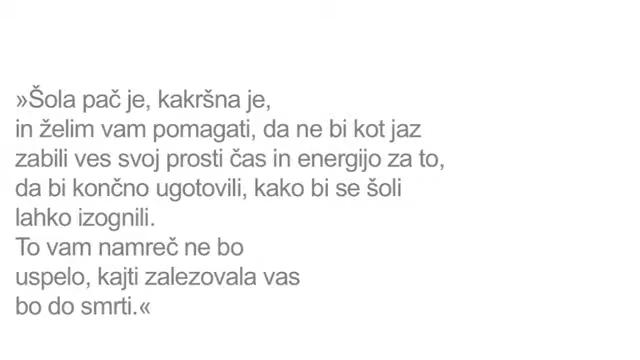 »Šola pač je, kakršna je,
in želim vam pomagati, da ne bi kot jaz
zabili ves svoj prosti čas in energijo za to,
da bi končno ugotovili, kako bi se šoli
lahko izognili.
To vam namreč ne bo
uspelo, kajti zalezovala vas
bo do smrti.«